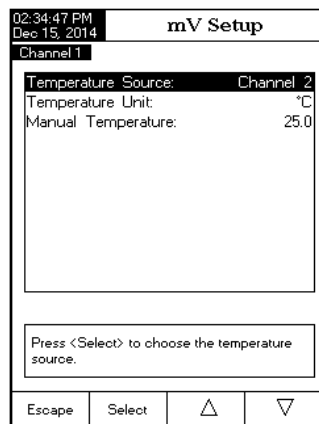 02:34:47 PM
Dec 15, 2014
mV Setup
Channel 1
Temperature Source: Channel 2
Temperature Unit: °C
Manual Temperature: 25.0
Press <Select> to choose the temperature
source.
Escape Select △ ▽